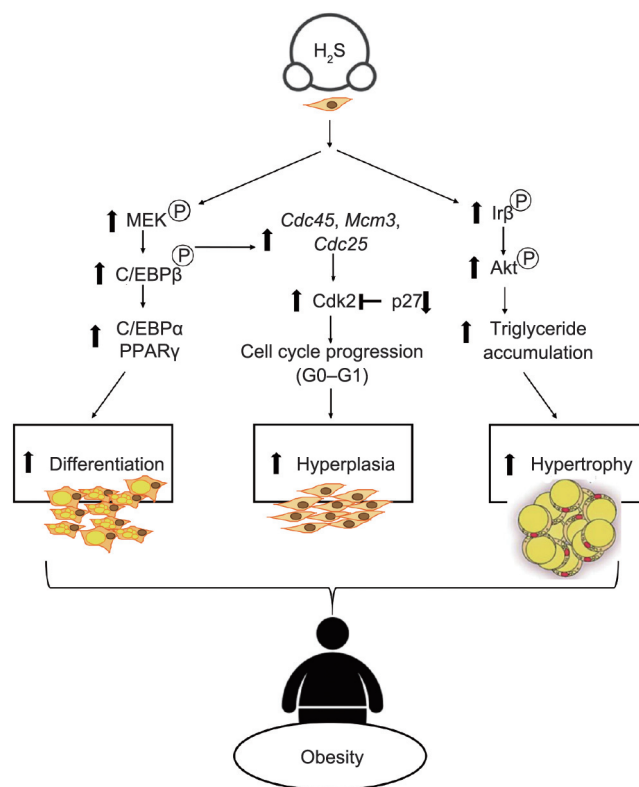 H₂S
MEK P
C/EBPβ P
C/EBPα
PPARγ
Cdc45, Mcm3,
Cdc25
Cdk2 p27
Cell cycle progression
(G0–G1)
Irβ P
Akt P
Triglyceride
accumulation
Differentiation
Hyperplasia
Hypertrophy
Obesity